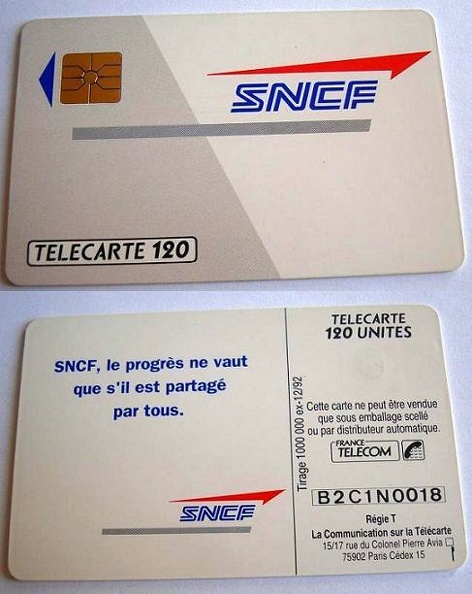 SNCF
TELECARTE 120
SNCF, le progrès ne vaut
que s'il est partagé
par tous.
SNCF
Tirage 1000 000 ex-12/92
TELECARTE
120 UNITES
Cette carte ne peut être vendue
que sous emballage scellé
ou par distributeur automatique.
FRANCE
TELECOM
B2C1N0018
Régie T
La Communication sur la Télécarte
15/17 rue du Colonel Pierre Avia
75902 Paris Cédex 15